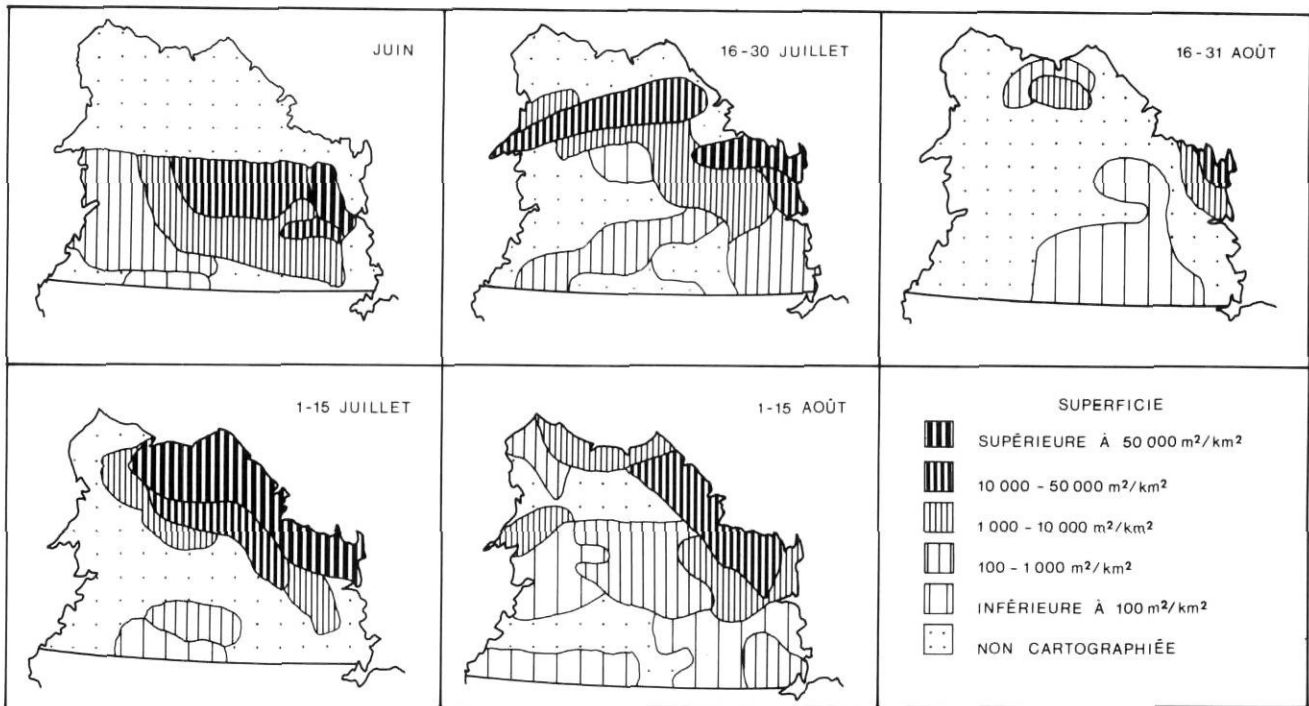 JUIN
16-30 JUILLET
16-31 AOÛT
1-15 JUILLET
1-15 AOÛT
SUPERFICIE
SUPÉRIEURE À 50 000 m²/km²
10 000 - 50 000 m²/km²
1 000 - 10 000 m²/km²
100 - 1 000 m²/km²
INFÉRIEURE À 100 m²/km²
NON CARTOGRAPHIÉE